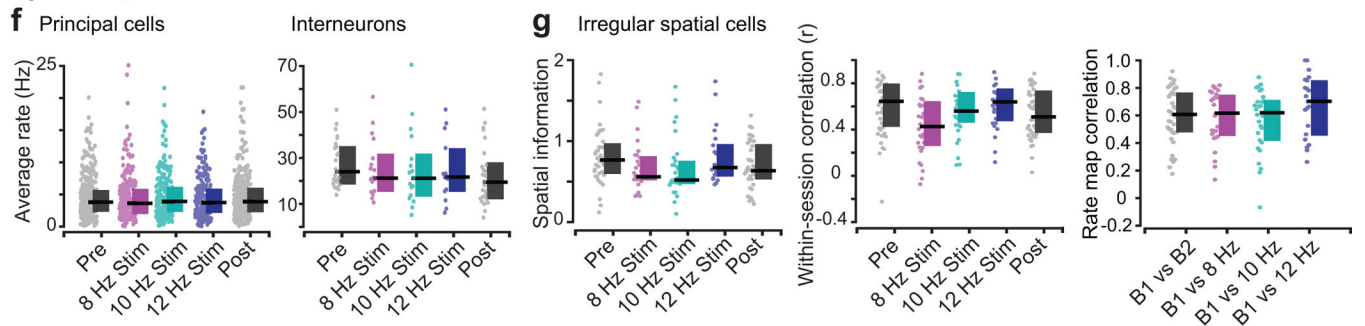 f Principal cells
Interneurons
g Irregular spatial cells
Average rate (Hz)
25
0
Pre
8 Hz Stim
10 Hz Stim
12 Hz Stim
Post
70
50
30
10
Pre
8 Hz Stim
10 Hz Stim
12 Hz Stim
Post
Spatial information
2
1
0
Pre
8 Hz Stim
10 Hz Stim
12 Hz Stim
Post
Within-session correlation (r)
0.8
0.4
0
-0.4
Pre
8 Hz Stim
10 Hz Stim
12 Hz Stim
Post
Rate map correlation
1.0
0.8
0.6
0.4
0.2
0
-0.2
B1 vs B2
B1 vs 8 Hz
B1 vs 10 Hz
B1 vs 12 Hz